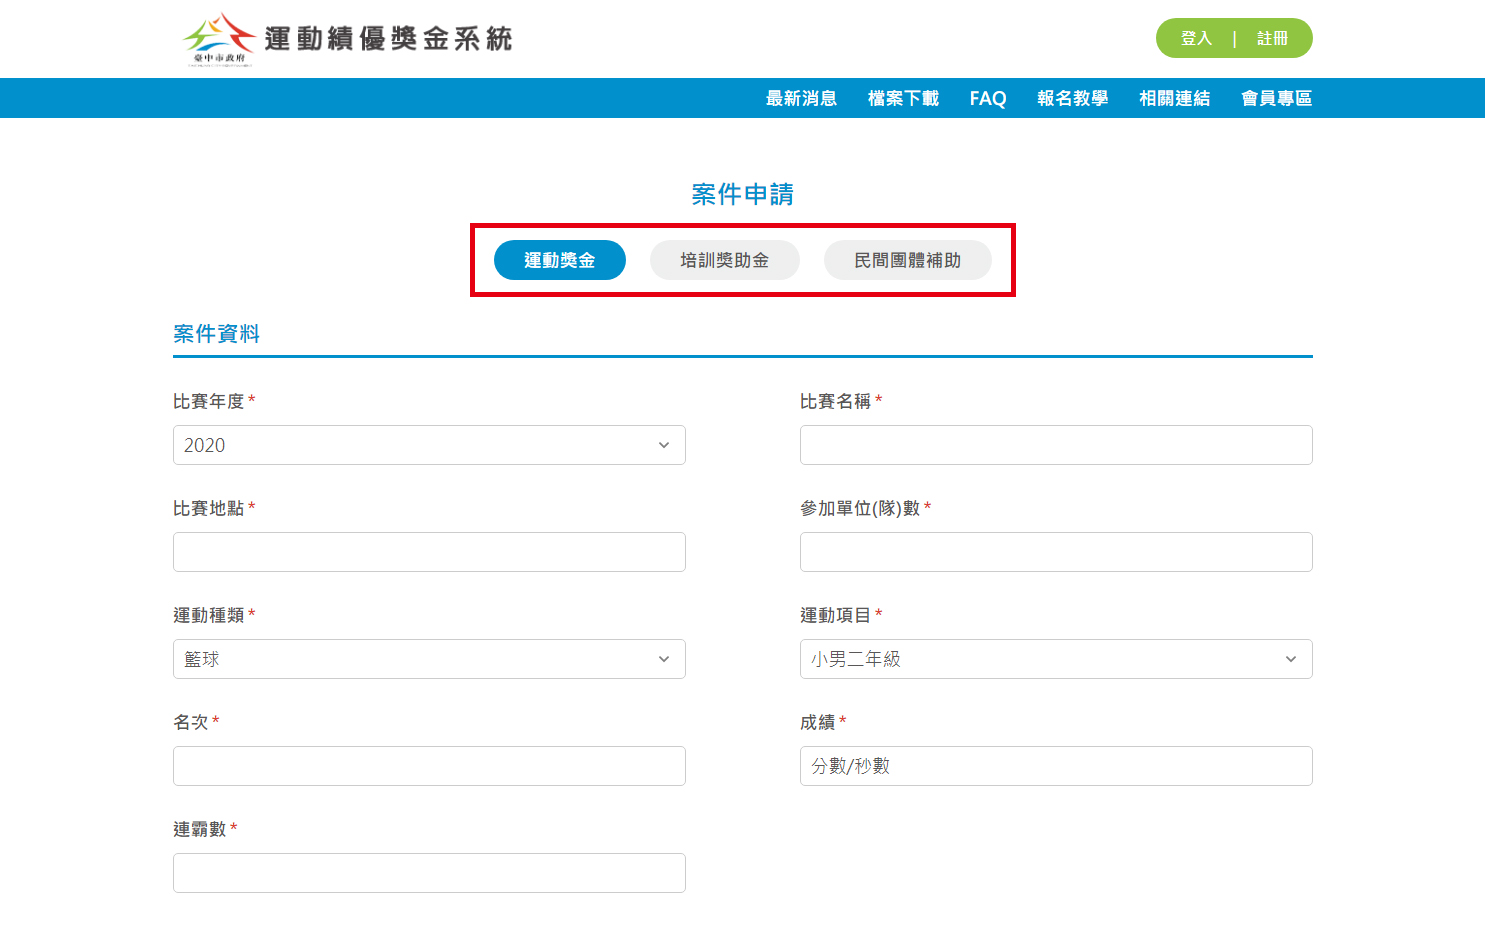 運動績優獎金系統
臺中市政府
登入 | 註冊
最新消息 檔案下載 FAQ 報名教學 相關連結 會員專區
案件申請
運動獎金 培訓獎助金 民間團體補助
案件資料
比賽年度* 比賽名稱*
2020
比賽地點* 參加單位(隊)數*
運動種類* 運動項目*
籃球 小男二年級
名次* 成績*
分數/秒數
連霸數*